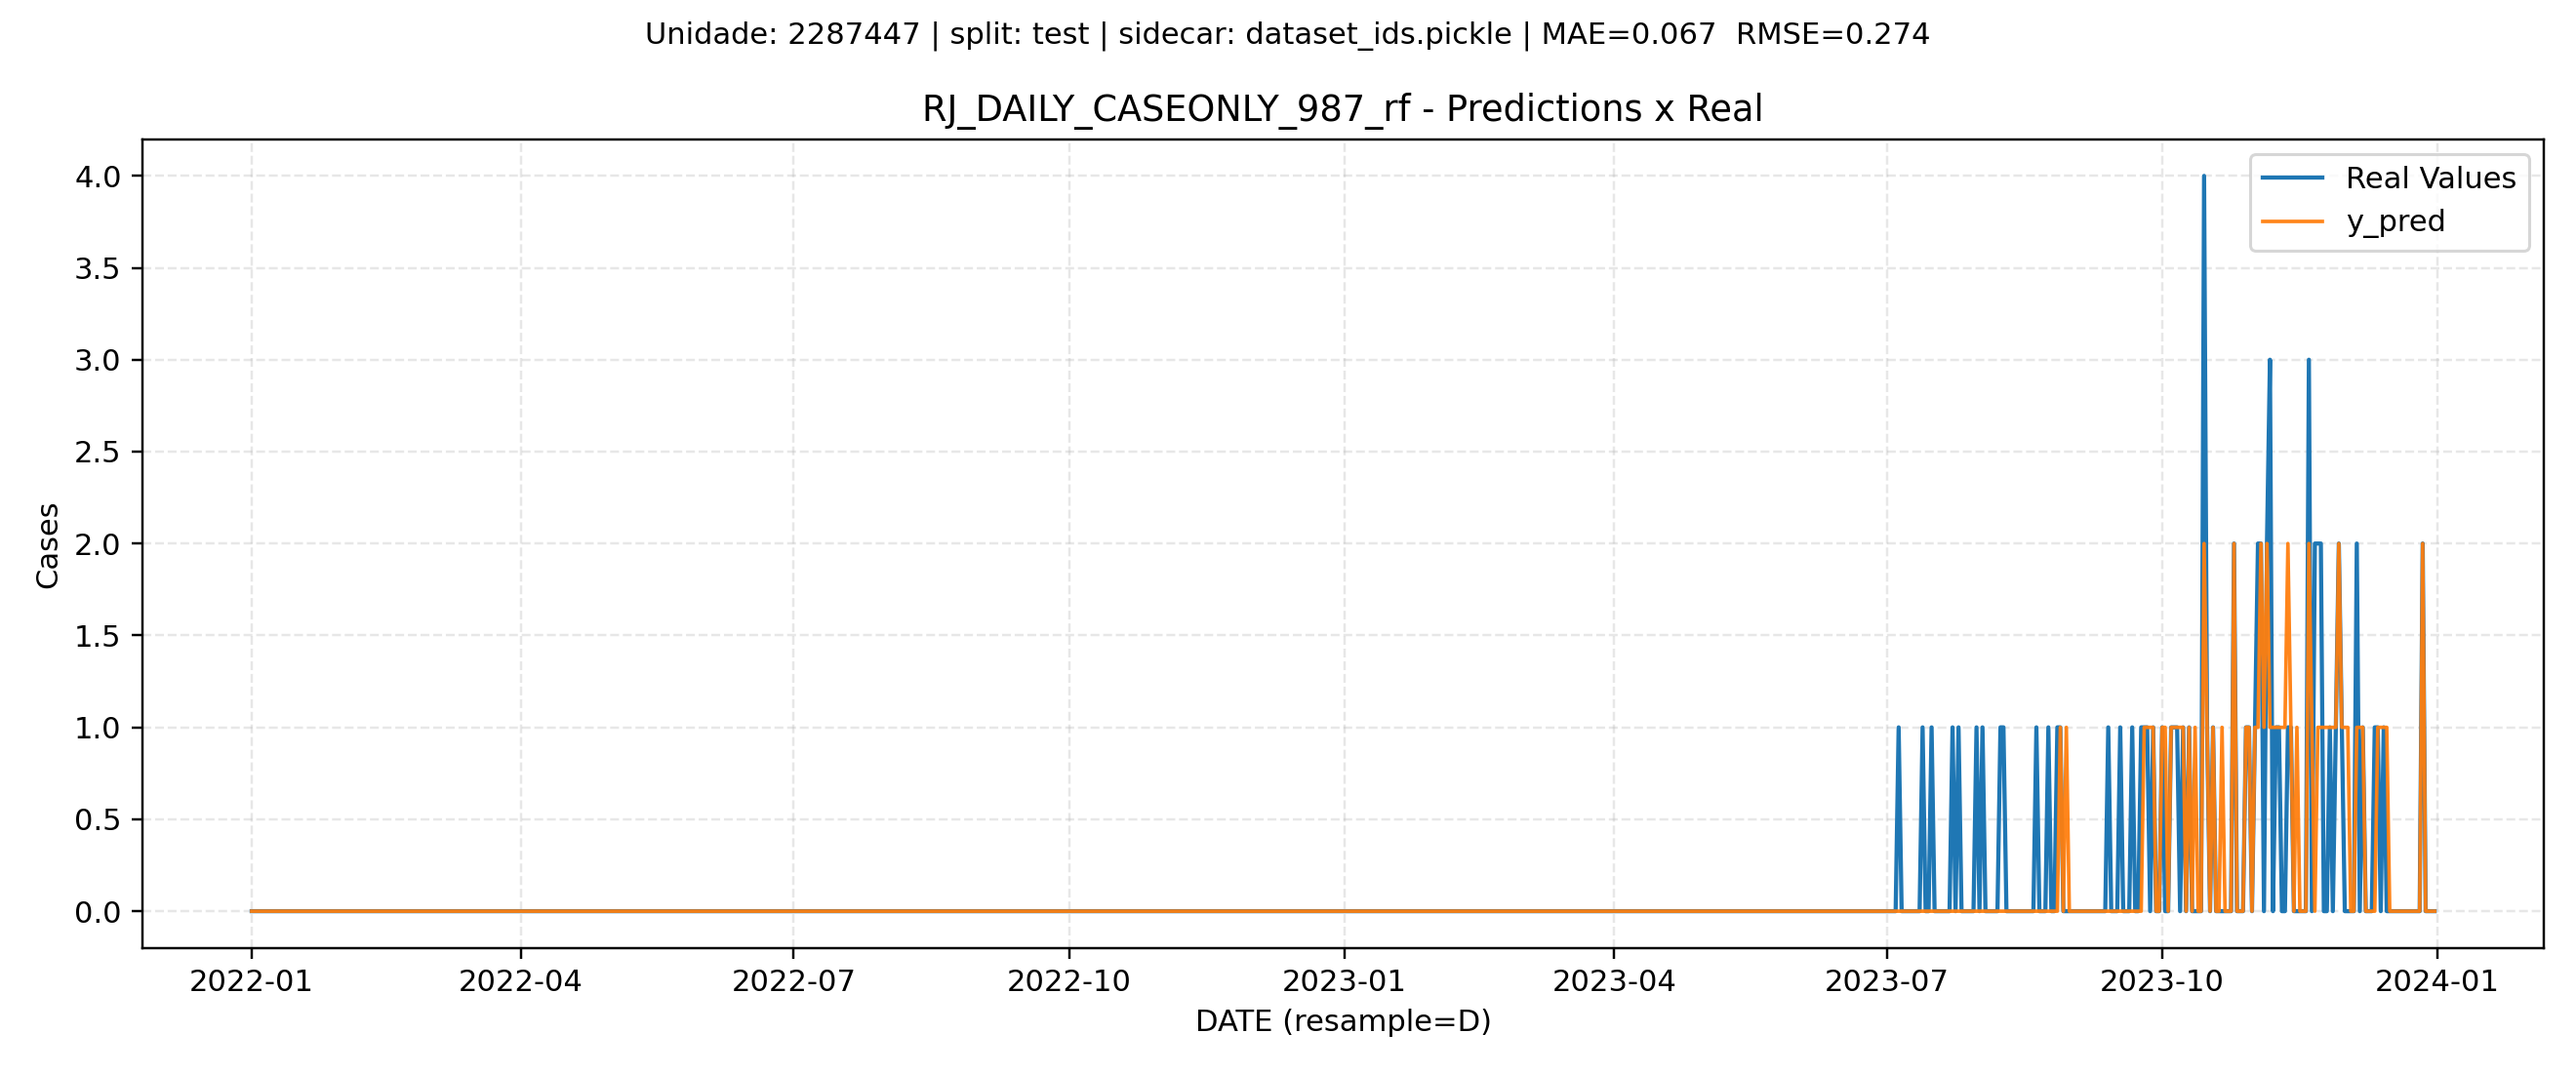 Unidade: 2287447 | split: test | sidecar: dataset_ids.pickle | MAE=0.067  RMSE=0.274
RJ_DAILY_CASEONLY_987_rf - Predictions x Real
Real Values
y_pred
4.0
3.5
3.0
2.5
2.0
1.5
1.0
0.5
0.0
Cases
2022-01 2022-04 2022-07 2022-10 2023-01 2023-04 2023-07 2023-10 2024-01
DATE (resample=D)